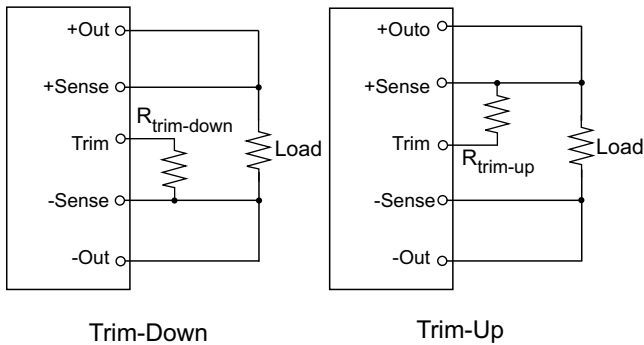 +Out
+Sense
R
trim-down
Trim
Load
-Sense
-Out
Trim-Down
+Outo
+Sense
Trim
R
trim-up
Load
-Sense
-Out
Trim-Up